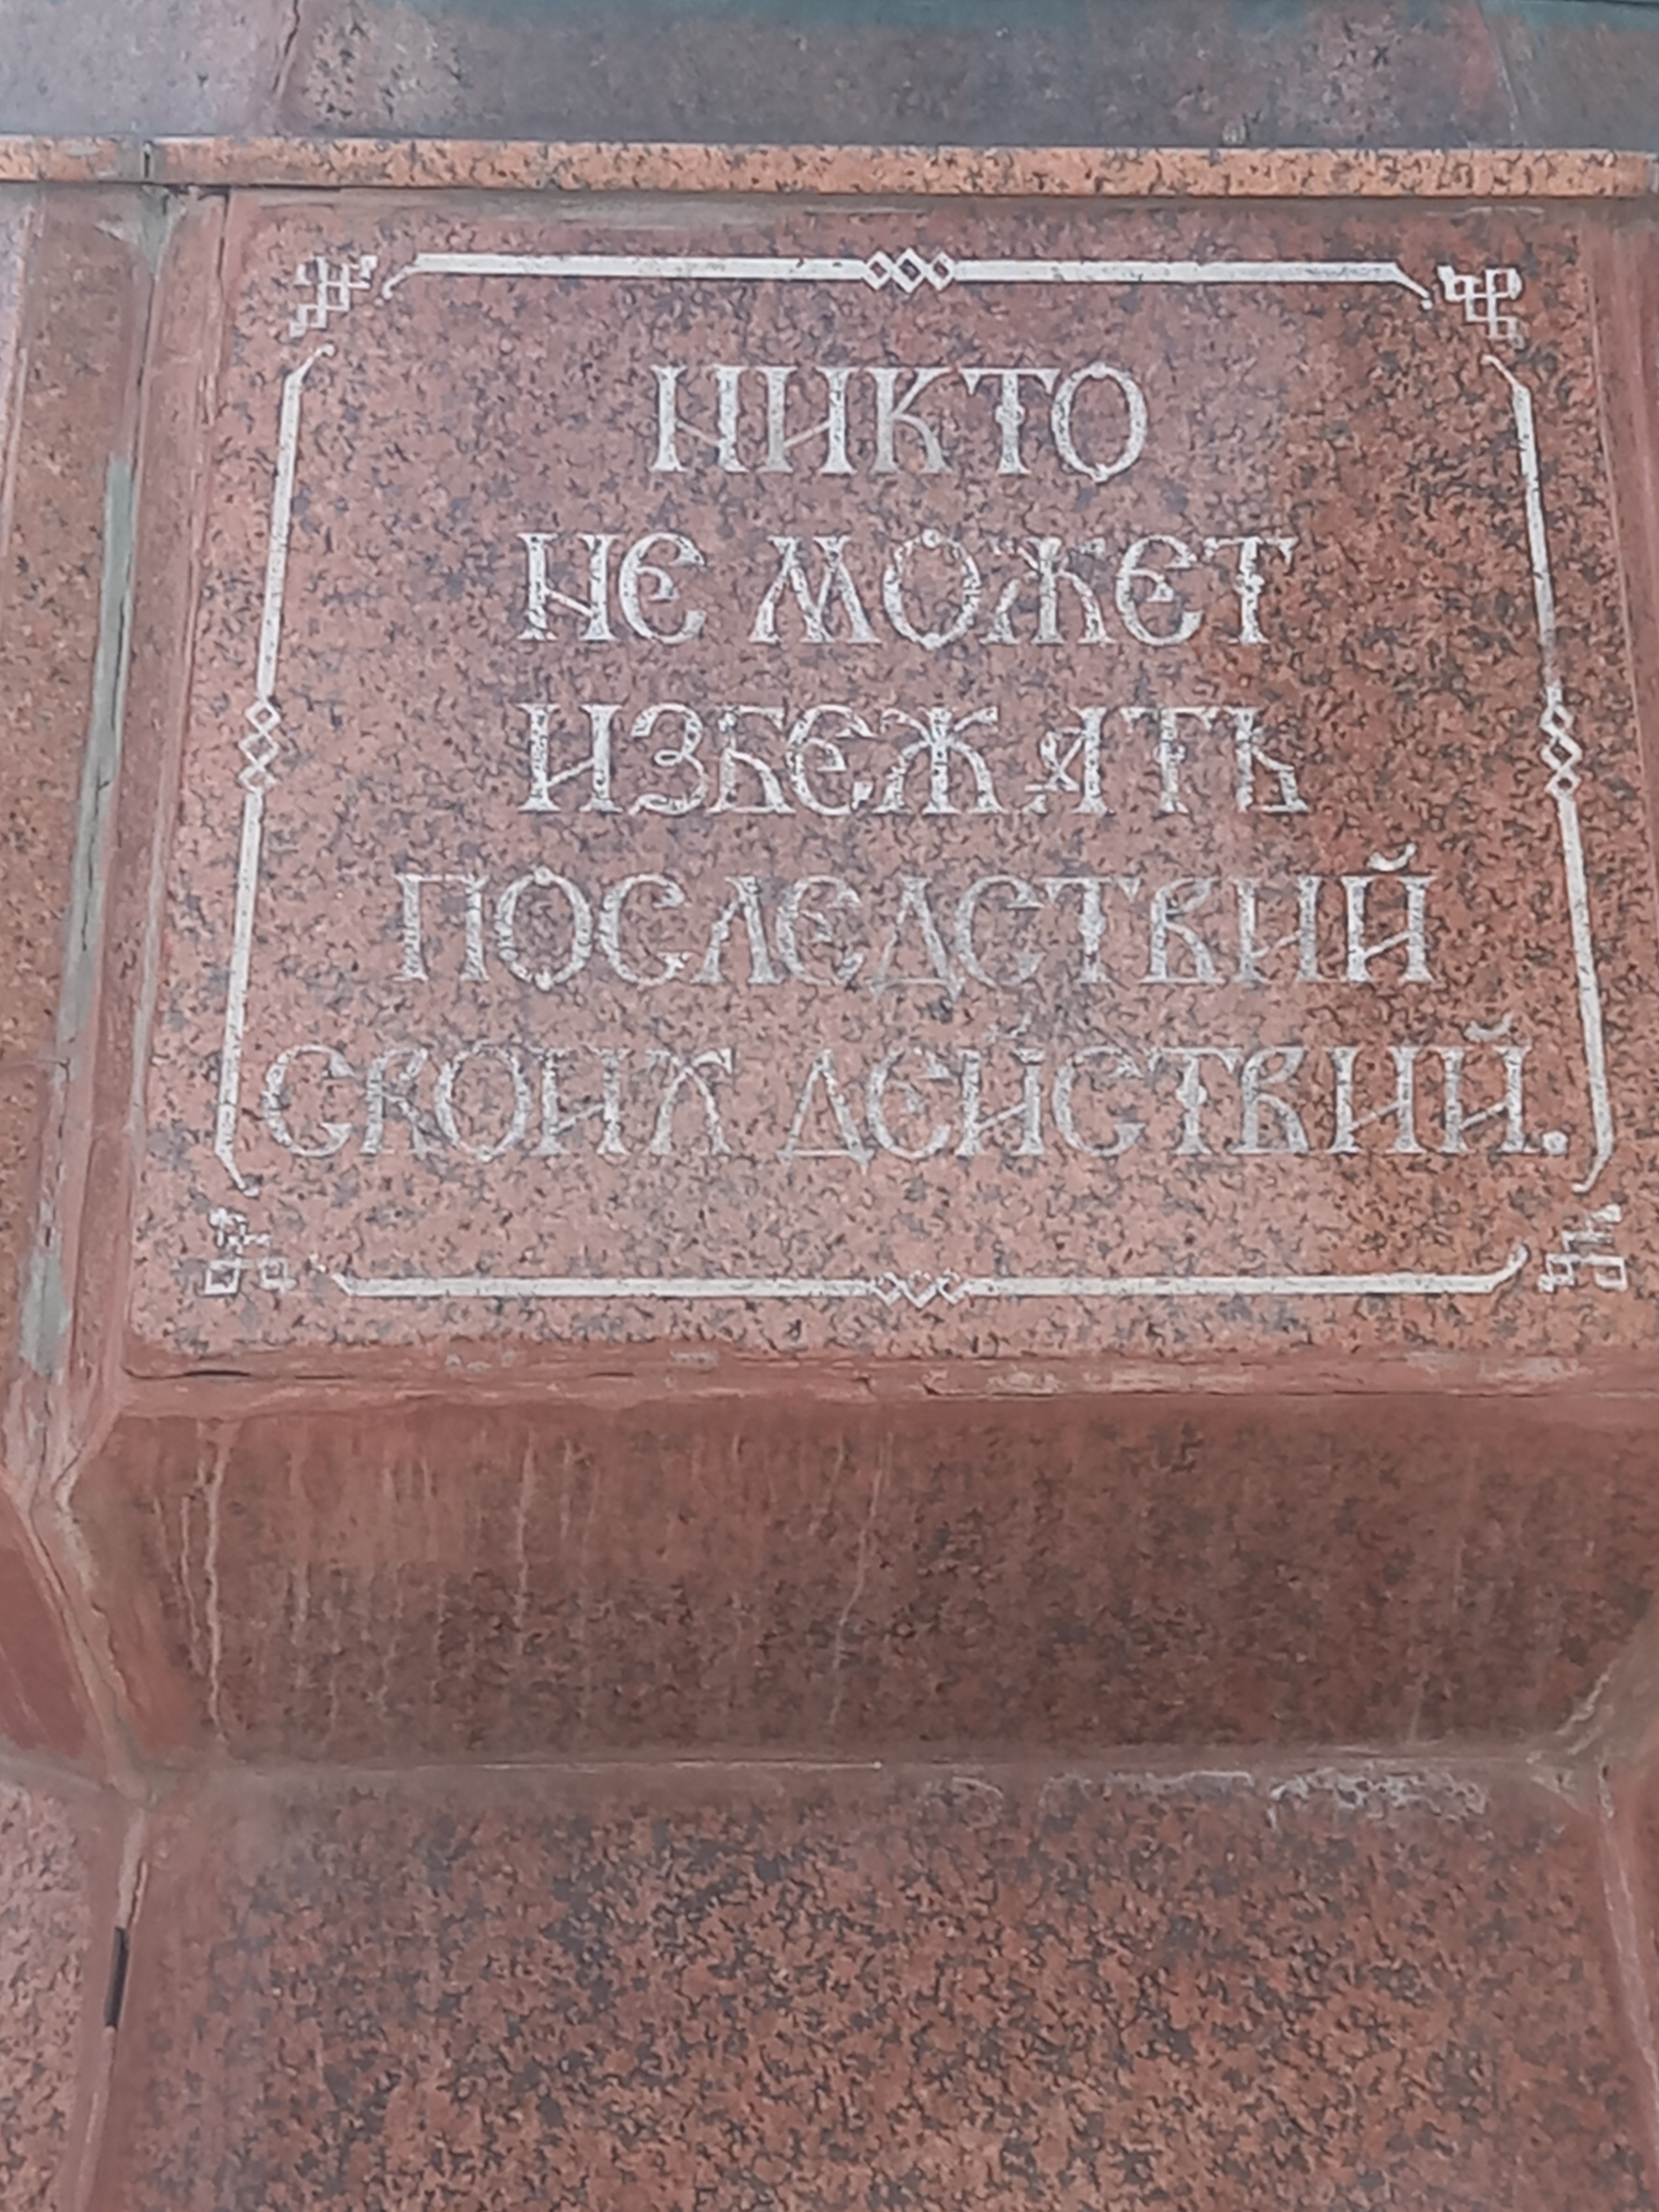 НИКТО
НЕ МОЖЕТ
ИЗБЕЖАТЬ
ПОСЛЕДСТВИЙ
СВОИХ ДЕЙСТВИЙ.